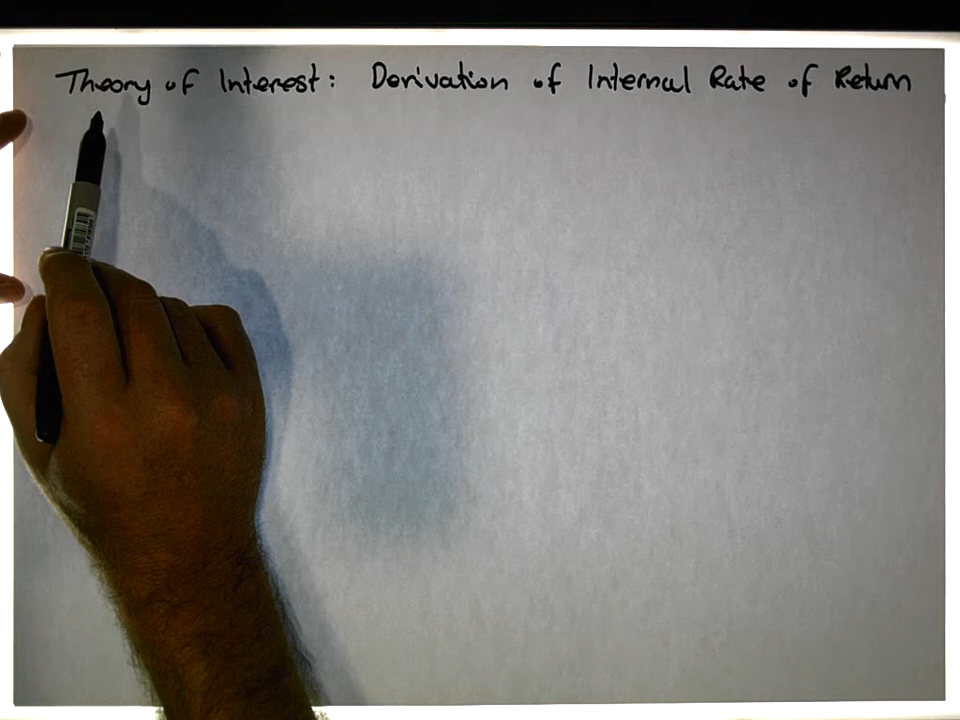 Theory of Interest: Derivation of Internal Rate of Return